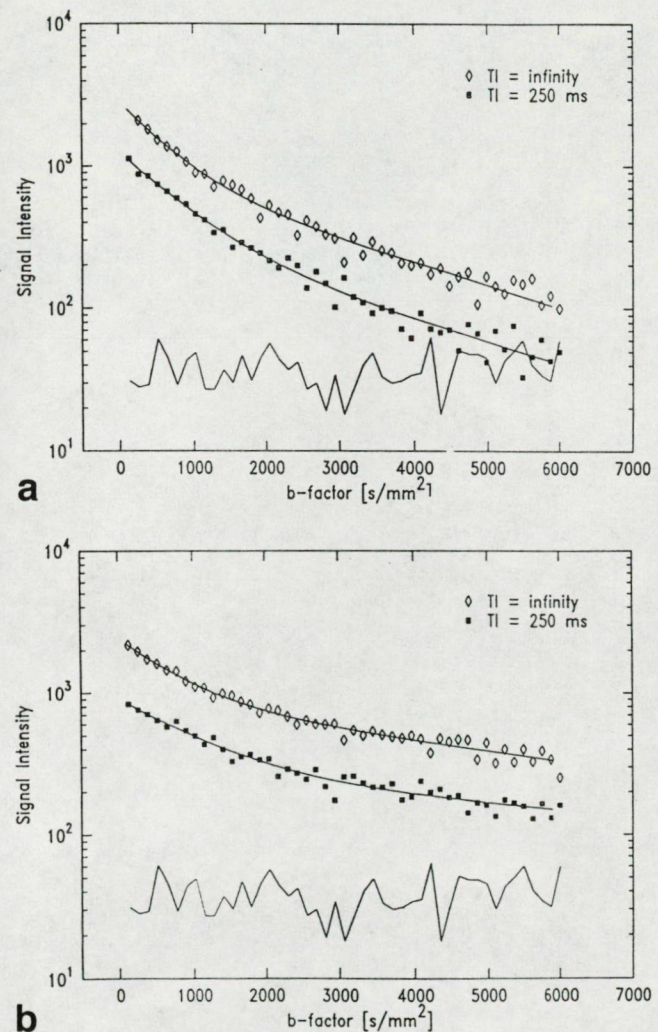 10^4
◊ TI = infinity
▪ TI = 250 ms
10^3
Signal Intensity
10^2
10^1
0 1000 2000 3000 4000 5000 6000 7000
a
b-factor [s/mm^2]
10^4
◊ TI = infinity
▪ TI = 250 ms
10^3
Signal Intensity
10^2
10^1
0 1000 2000 3000 4000 5000 6000 7000
b
b-factor [s/mm^2]